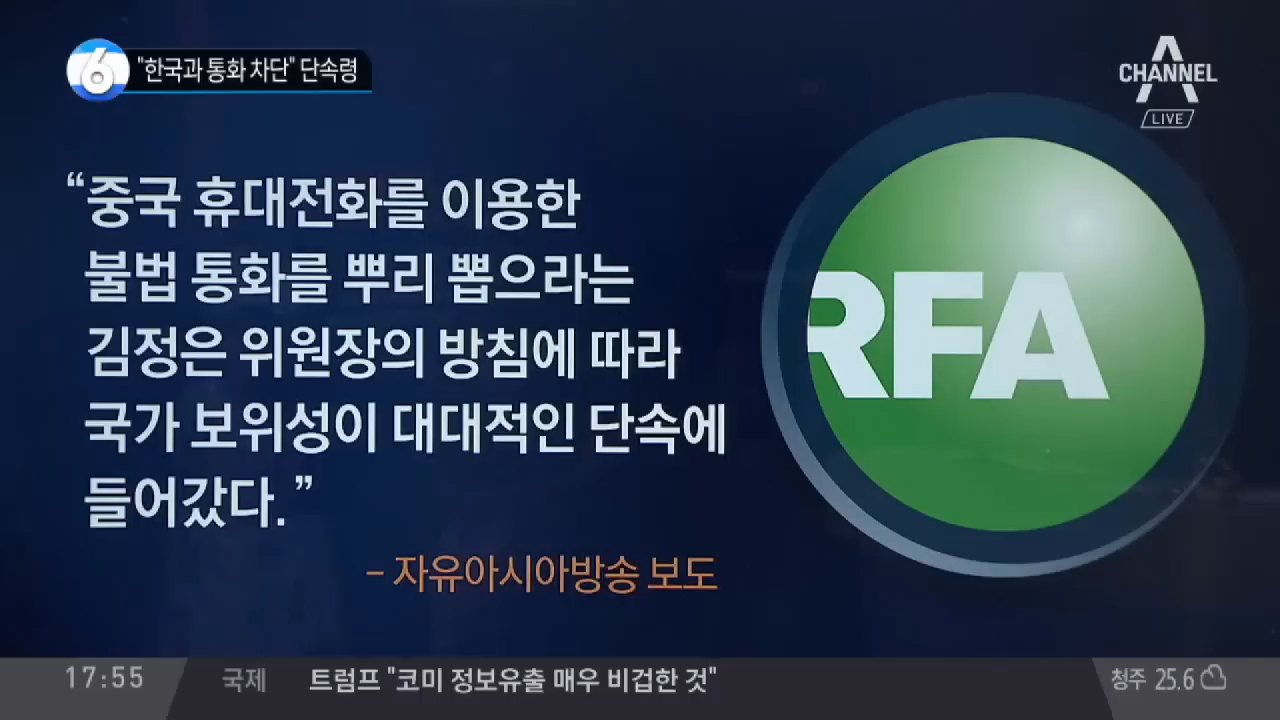 6 "한국과 통화 차단" 단속령
CHANNEL A
LIVE
“중국 휴대전화를 이용한
불법 통화를 뿌리 뽑으라는
김정은 위원장의 방침에 따라
국가 보위성이 대대적인 단속에
들어갔다.”
– 자유아시아방송 보도
RFA
17:55 국제 트럼프 "코미 정보유출 매우 비겁한 것" 청주 25.6